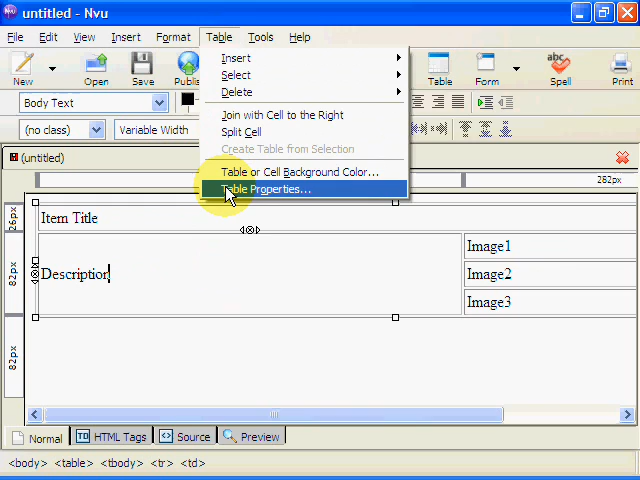 untitled - Nvu
File Edit View Insert Format Table Tools Help
New Open Save Publis Table Form Spell Print
Insert
Select
Delete
Join with Cell to the Right
Split Cell
Create Table from Selection
Table or Cell Background Color...
Table Properties...
Body Text
(no class) Variable Width
(untitled)
282px
26px
82px
82px
Item Title
Description
Image1
Image2
Image3
Normal HTML Tags Source Preview
<body> <table> <tbody> <tr> <td>